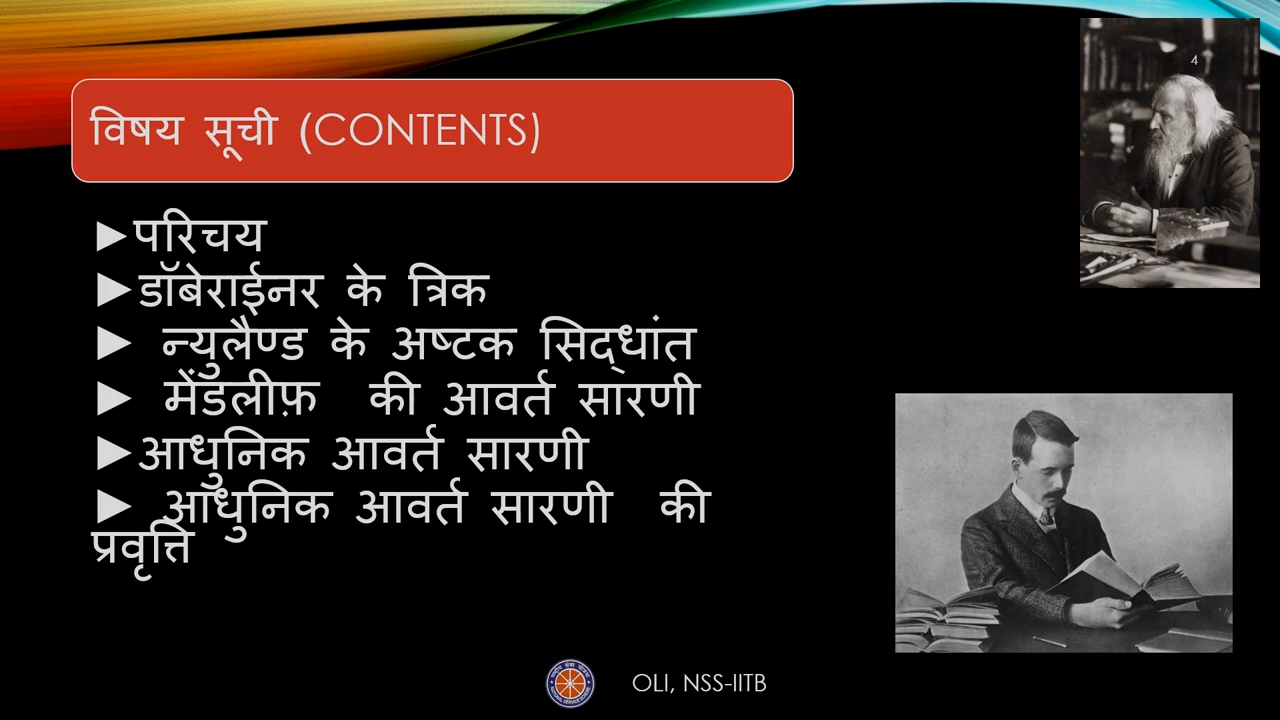 4
विषय सूची (CONTENTS)
►परिचय
►डॉबेराईनर के त्रिक
► न्युलैण्ड के अष्टक सिद्धांत
► मेंडलीफ़ की आवर्त सारणी
►आधुनिक आवर्त सारणी
► आधुनिक आवर्त सारणी की
प्रवृत्ति
OLI, NSS-IITB